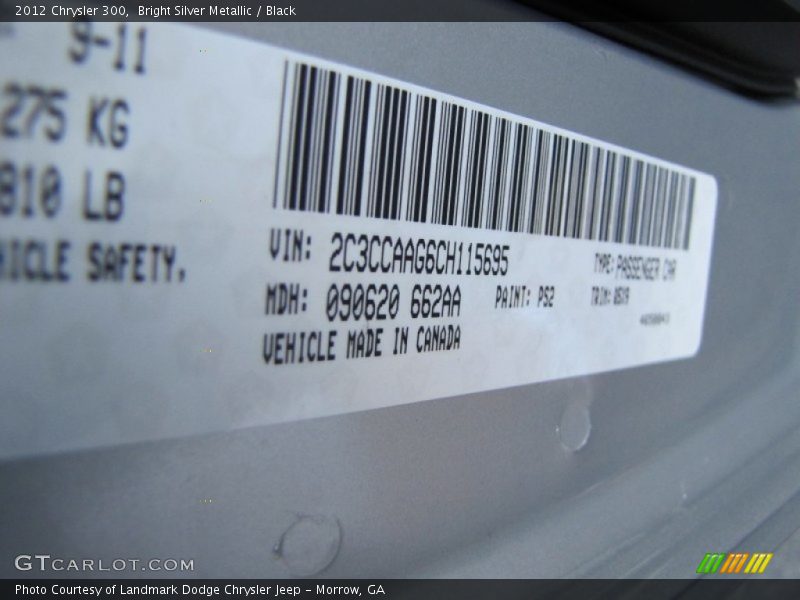 2012 Chrysler 300, Bright Silver Metallic / Black
9-11
275 KG
810 LB
HICLE SAFETY.
VIN: 2C3CCAAG6CH115695
TYPE: PASSENGER CAR
MDH: 090620 662AA
PAINT: PS2
TRIM:
VEHICLE MADE IN CANADA
GTCARLOT.COM
Photo Courtesy of Landmark Dodge Chrysler Jeep - Morrow, GA